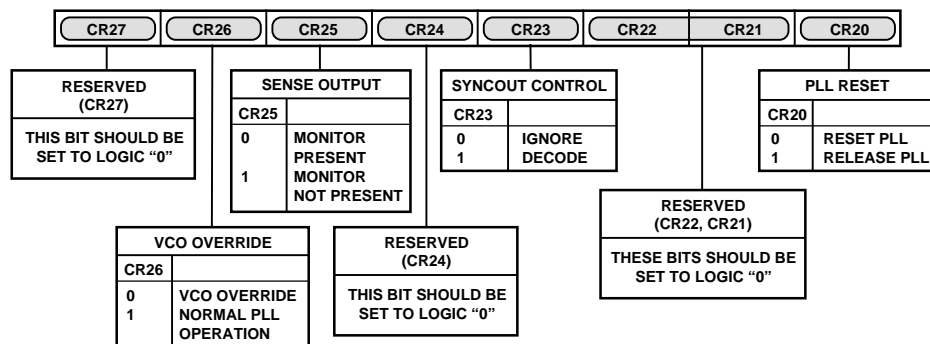 CR27 CR26 CR25 CR24 CR23 CR22 CR21 CR20
RESERVED
(CR27)
THIS BIT SHOULD BE
SET TO LOGIC “0”
SENSE OUTPUT
CR25
0 MONITOR
PRESENT
1 MONITOR
NOT PRESENT
SYNCOUT CONTROL
CR23
0 IGNORE
1 DECODE
PLL RESET
CR20
0 RESET PLL
1 RELEASE PLL
VCO OVERRIDE
CR26
0 VCO OVERRIDE
1 NORMAL PLL
OPERATION
RESERVED
(CR24)
THIS BIT SHOULD BE
SET TO LOGIC “0”
RESERVED
(CR22, CR21)
THESE BITS SHOULD BE
SET TO LOGIC “0”